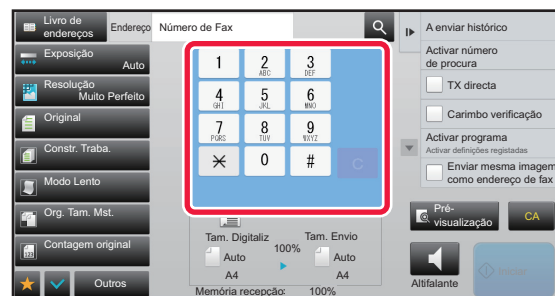 Livro de
endereços
Endereço
Número de Fax
A enviar histórico
Exposição
Auto
Activar número
de procura
Resolução
Muito Perfeito
TX directa
Original
Carimbo verificação
Constr. Traba.
Activar programa
Activar definições registadas
Modo Lento
Enviar mesma imagem
como endereço de fax
Org. Tam. Mst.
Contagem original
Outros
1
2
ABC
3
DEF
4
GHI
5
JKL
6
MNO
7
PQRS
8
TUV
9
WXYZ
0
#
C
Tam. Digitaliz
100%
Tam. Envio
Auto
A4
Auto
A4
Memória recepção:
100%
Pré-
visualização
CA
Altifalante
Iniciar